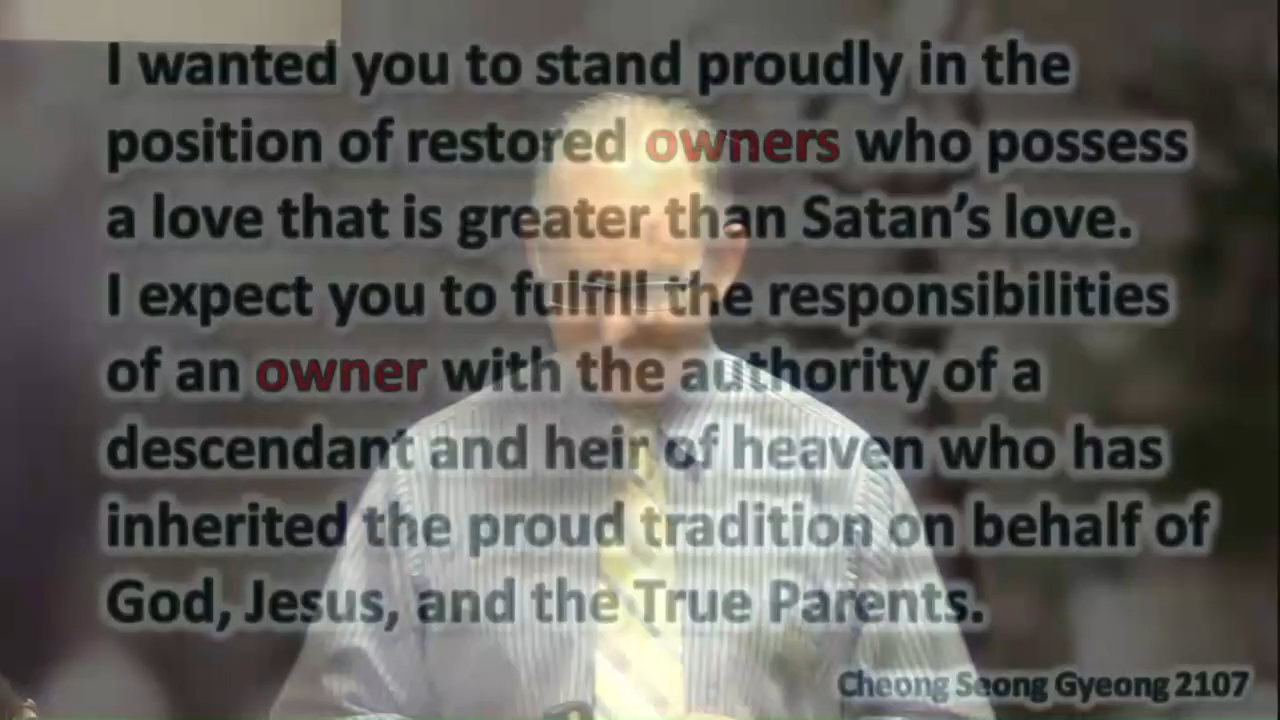 I wanted you to stand proudly in the
position of restored owners who possess
a love that is greater than Satan's love.
I expect you to fulfill the responsibilities
of an owner with the authority of a
descendant and heir of heaven who has
inherited the proud tradition on behalf of
God, Jesus, and the True Parents.
Cheong Seong Gyeong 2107